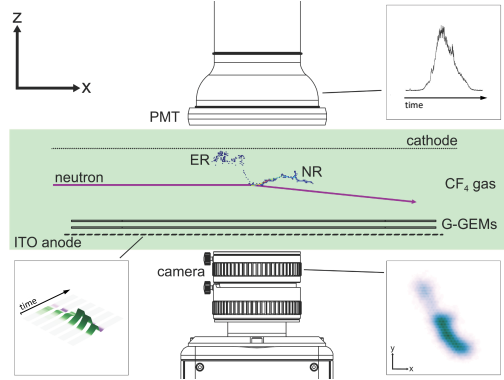 z
x
PMT
time
cathode
ER
NR
neutron
CF4 gas
G-GEMs
ITO anode
camera
time
y
x